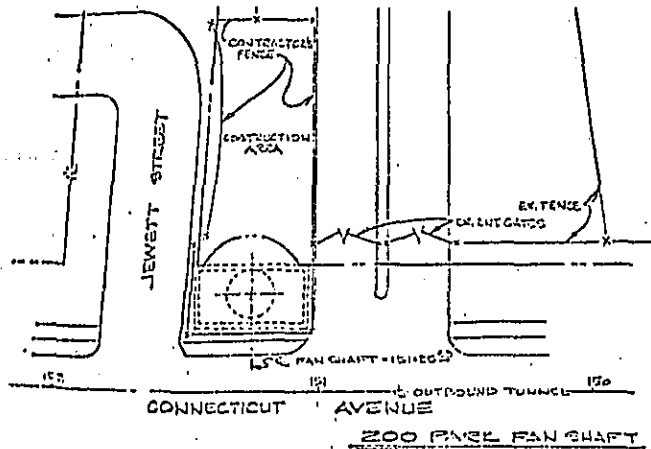 CONTRACTORS
FENCE
COSTRUCTION
AREA
JEWETT STREET
EX. FENCE
EX. ENT GATES
FAN SHAFT
151
150
℄ OUTBOUND TUNNEL
CONNECTICUT AVENUE
ZOO PARK FAN SHAFT